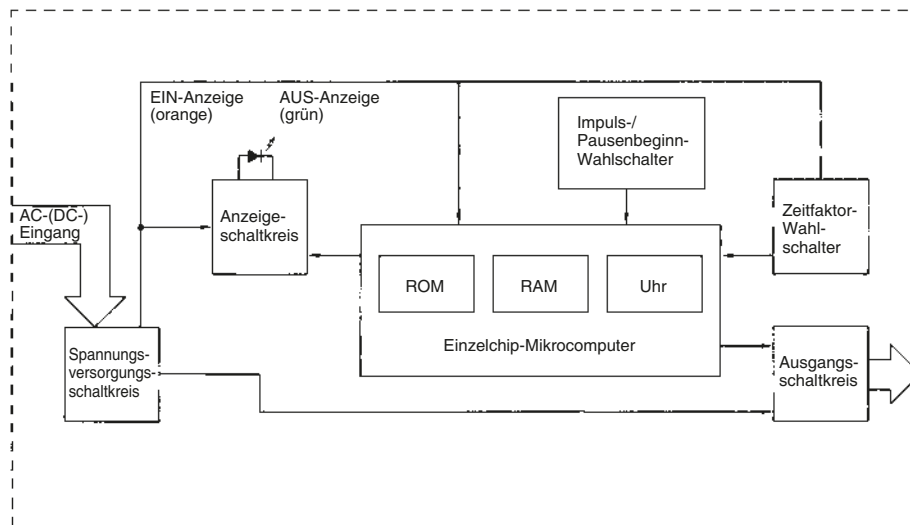 EIN-Anzeige
(orange)
AUS-Anzeige
(grün)
Impuls-/
Pausenbeginn-
Wahlschalter
AC-(DC-)
Eingang
Anzeige-
schaltkreis
Zeitfaktor-
Wahl-
schalter
ROM
RAM
Uhr
Einzelchip-Mikrocomputer
Spannungs-
versorgungs-
schaltkreis
Ausgangs-
schaltkreis